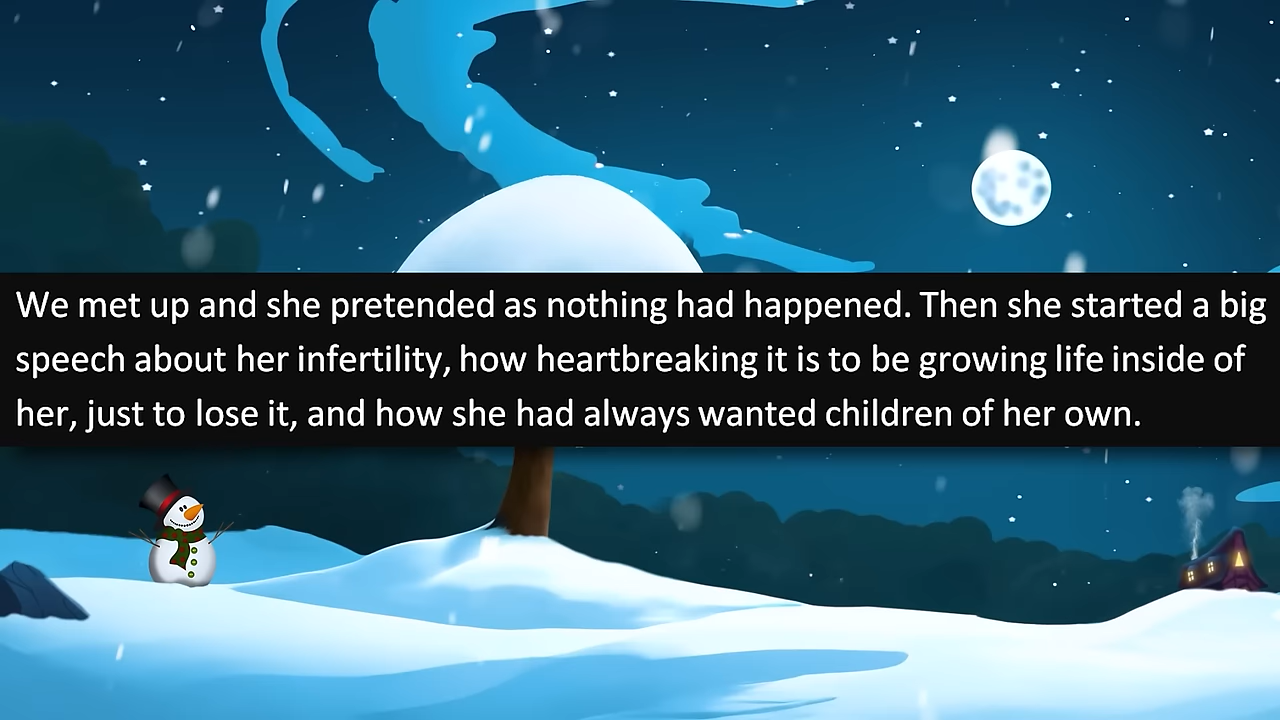 We met up and she pretended as nothing had happened. Then she started a big
speech about her infertility, how heartbreaking it is to be growing life inside of
her, just to lose it, and how she had always wanted children of her own.